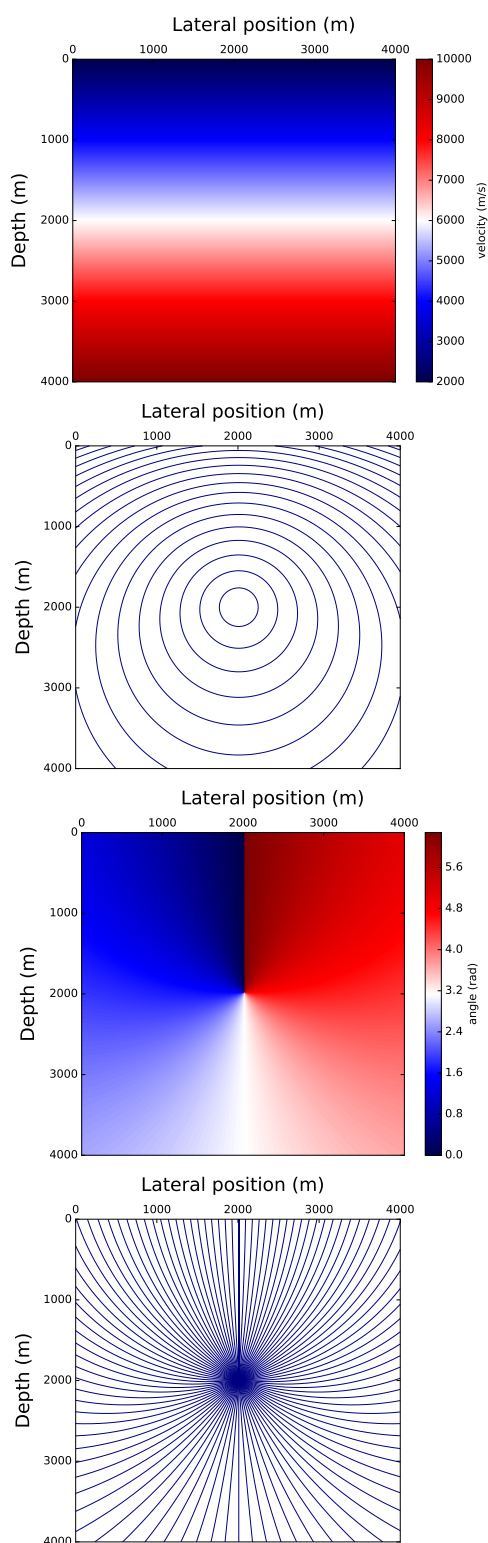 Lateral position (m)
0 1000 2000 3000 4000
0
1000
2000
3000
4000
Depth (m)
10000
9000
8000
7000
6000
5000
4000
3000
2000
velocity (m/s)
Lateral position (m)
0 1000 2000 3000 4000
0
1000
2000
3000
4000
Depth (m)
Lateral position (m)
0 1000 2000 3000 4000
0
1000
2000
3000
4000
Depth (m)
5.6
4.8
4.0
3.2
2.4
1.6
0.8
0.0
angle (rad)
Lateral position (m)
0 1000 2000 3000 4000
0
1000
2000
3000
4000
Depth (m)